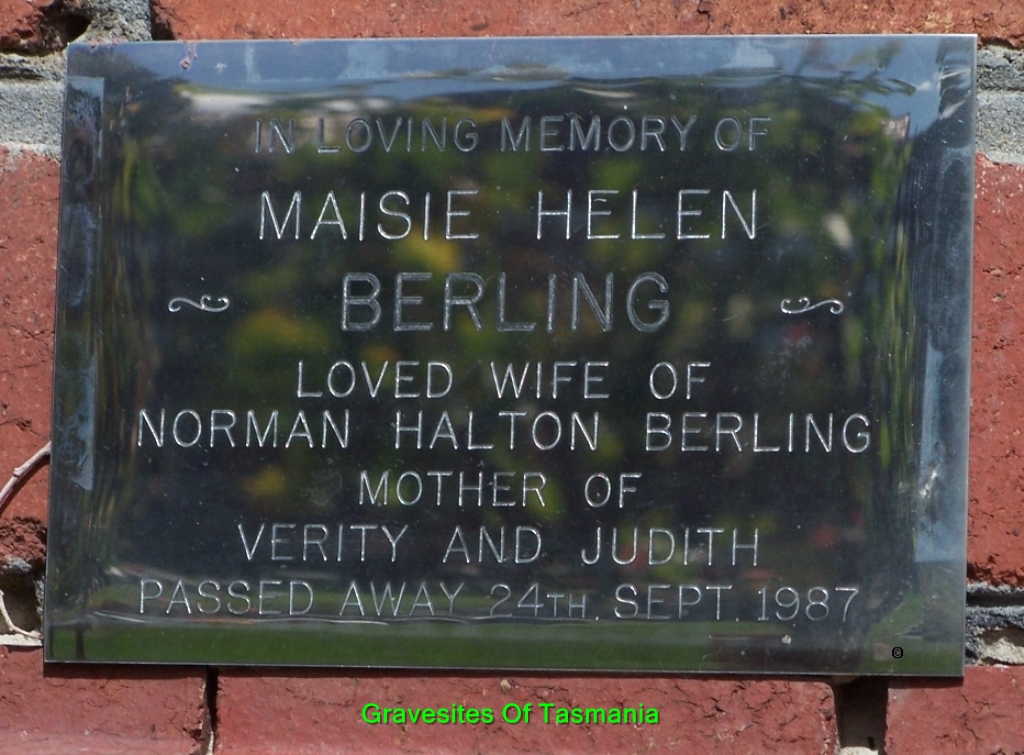 IN LOVING MEMORY OF
MAISIE HELEN
BERLING
LOVED WIFE OF
NORMAN HALTON BERLING
MOTHER OF
VERITY AND JUDITH
PASSED AWAY 24TH. SEPT. 1987
©
Gravesites Of Tasmania